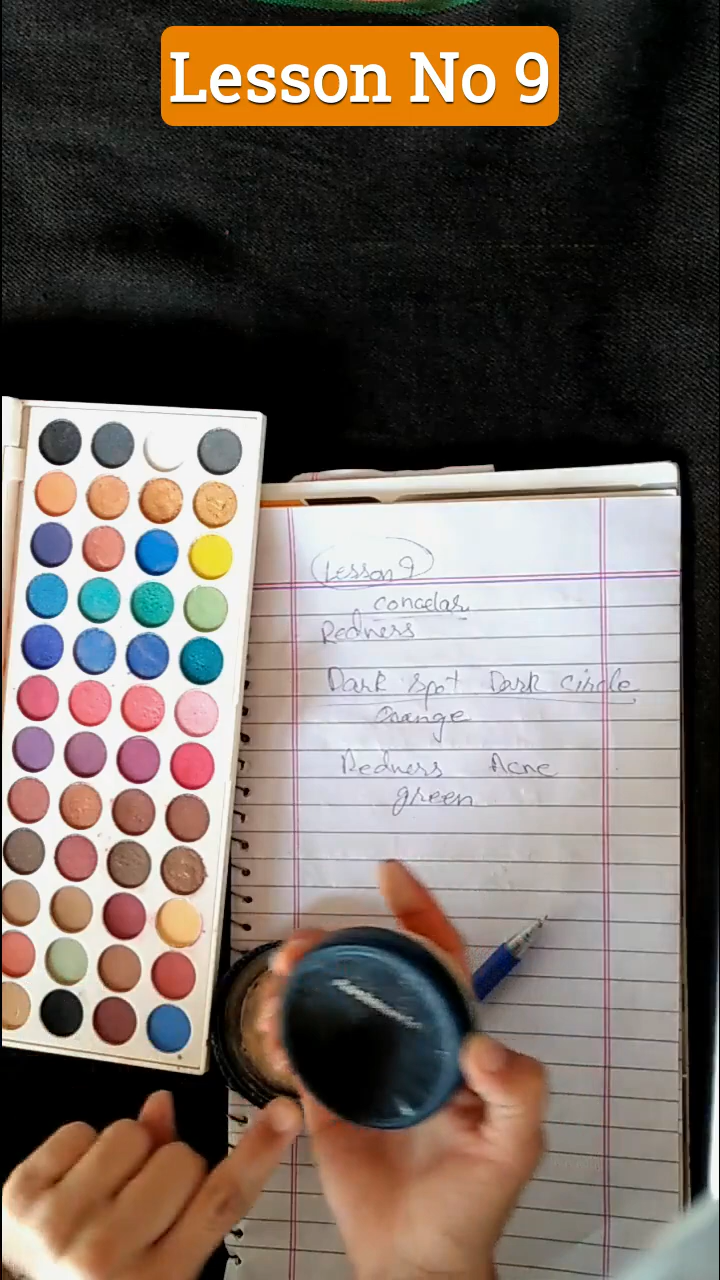 Lesson No 9
Lesson 9
Concelar
Redness
Dark Spot Dark Circle
Orange
Redness Acne
green